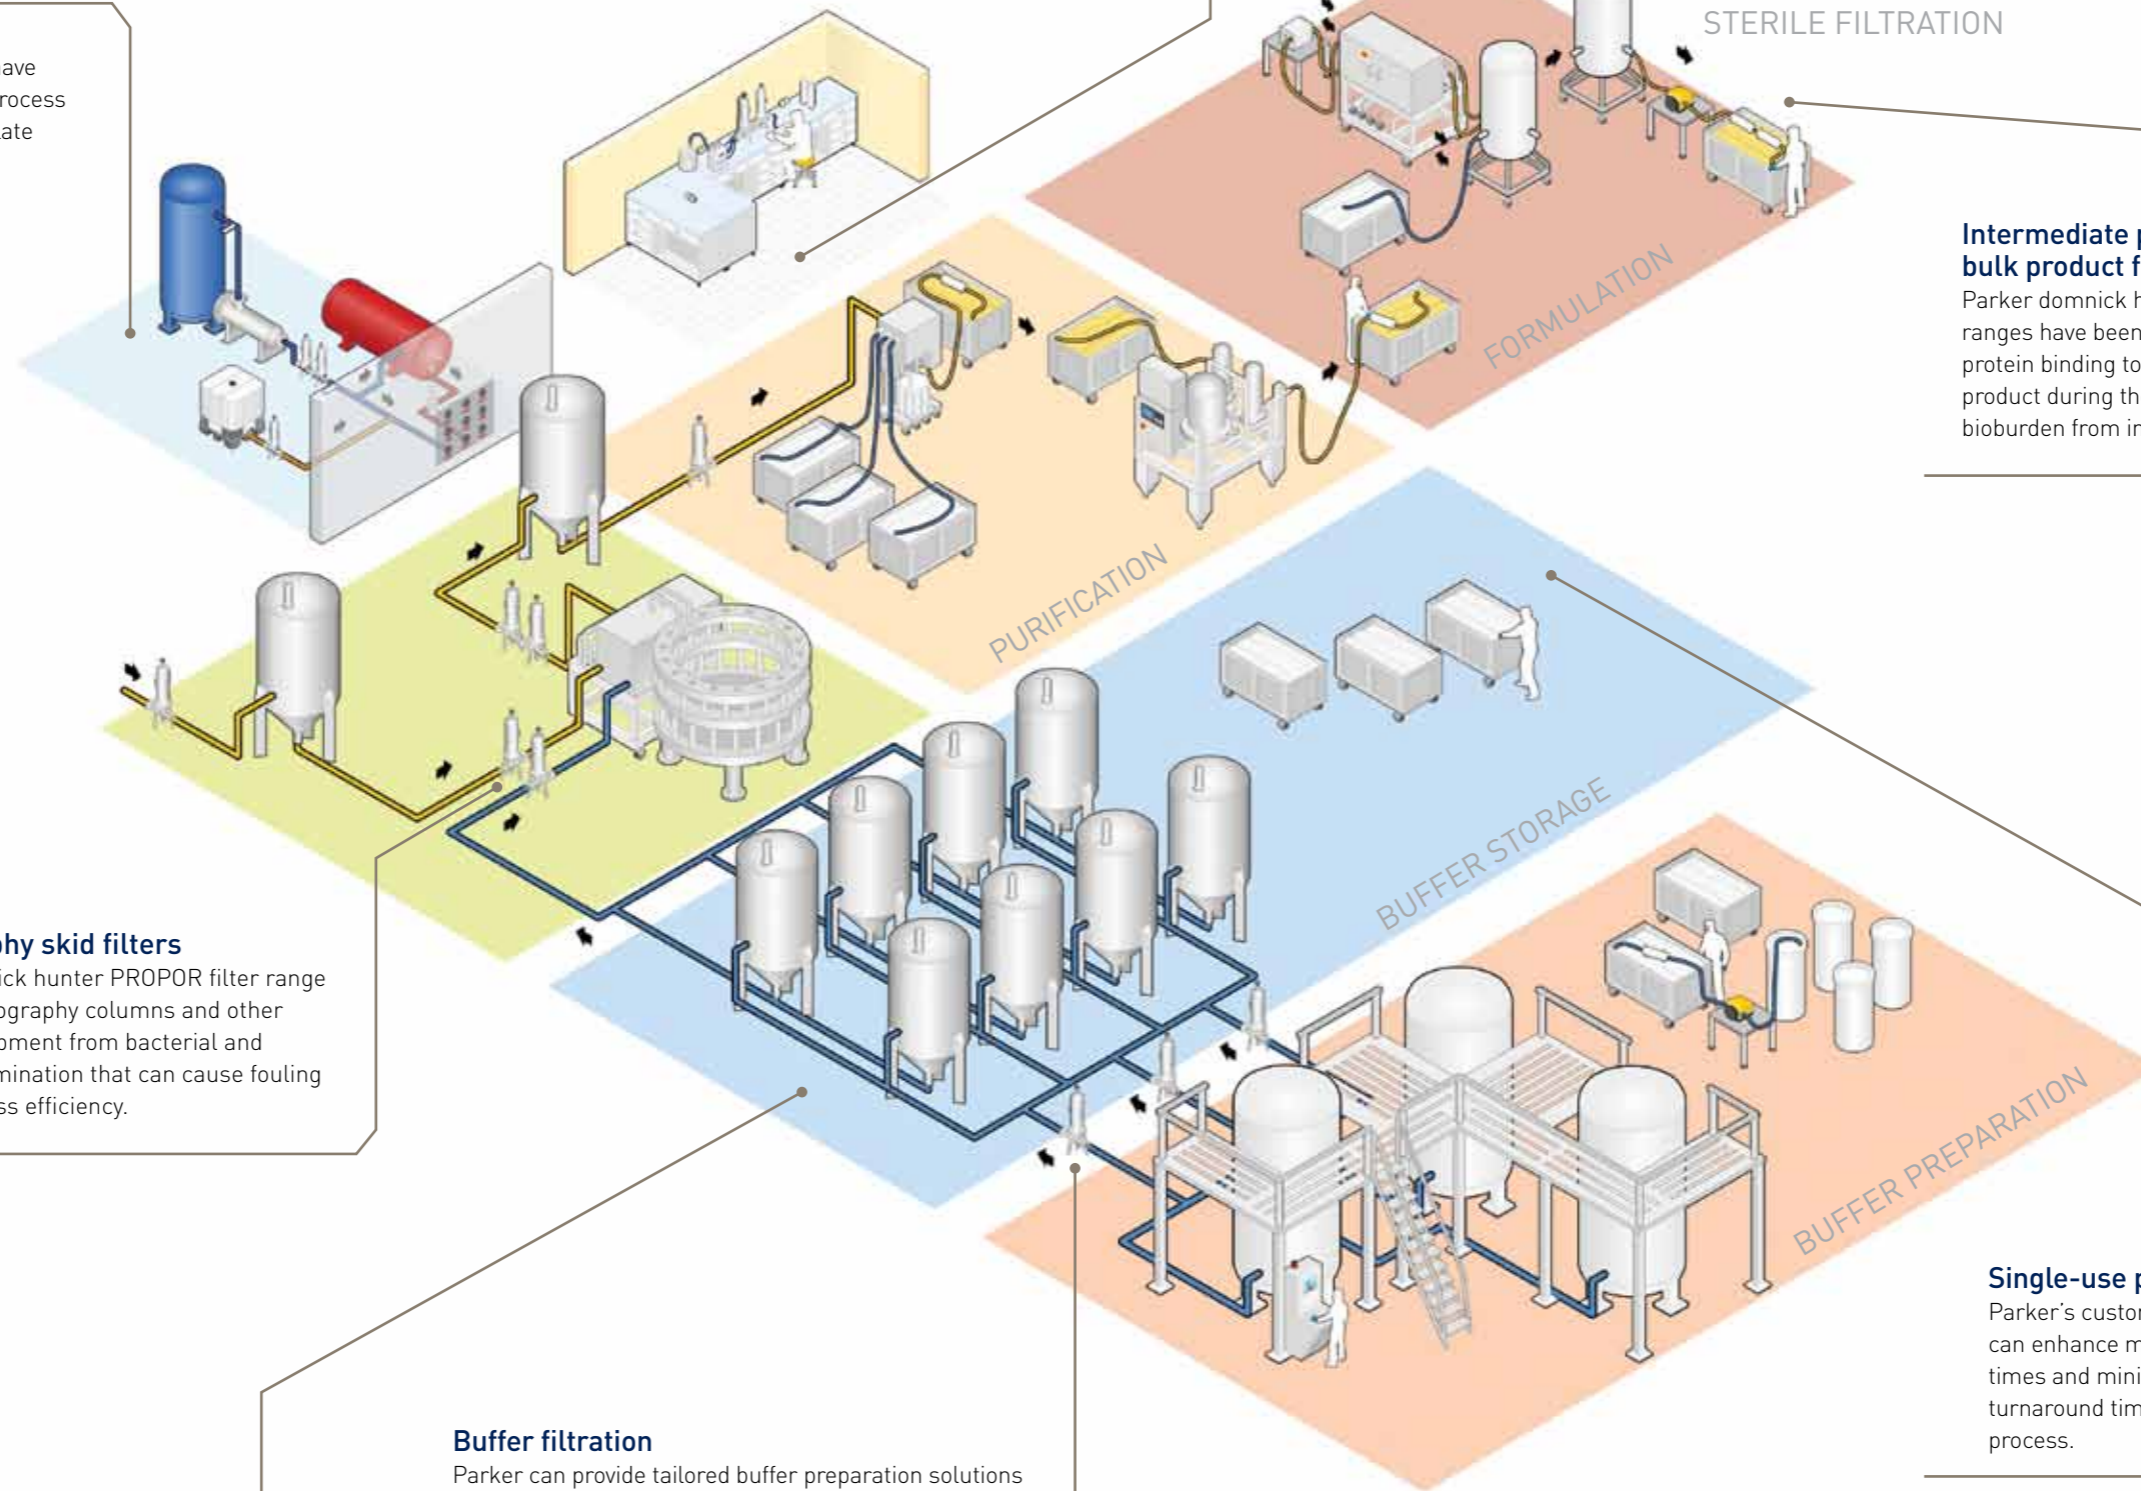 STERILE FILTRATION
ave
rocess
ate
Intermediate p
bulk product f
Parker domnick h
ranges have been
protein binding to
product during th
bioburden from in
FORMULATION
PURIFICATION
BUFFER STORAGE
BUFFER PREPARATION
phy skid filters
ick hunter PROPOR filter range
ography columns and other
pment from bacterial and
mination that can cause fouling
ss efficiency.
Single-use p
Parker's custom
can enhance m
times and mini
turnaround tim
process.
Buffer filtration
Parker can provide tailored buffer preparation solutions